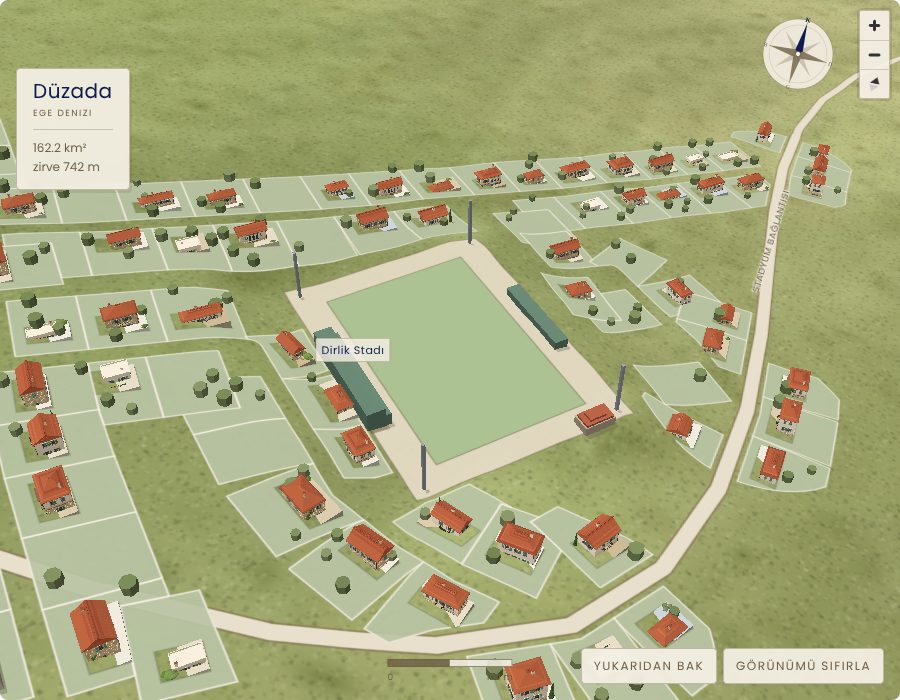 Düzada
EGE DENIZI
162.2 km²
zirve 742 m
N
+
−
STADYUM BAĞLANTISI
Dirlik Stadı
0
YUKARIDAN BAK
GÖRÜNÜMÜ SIFIRLA